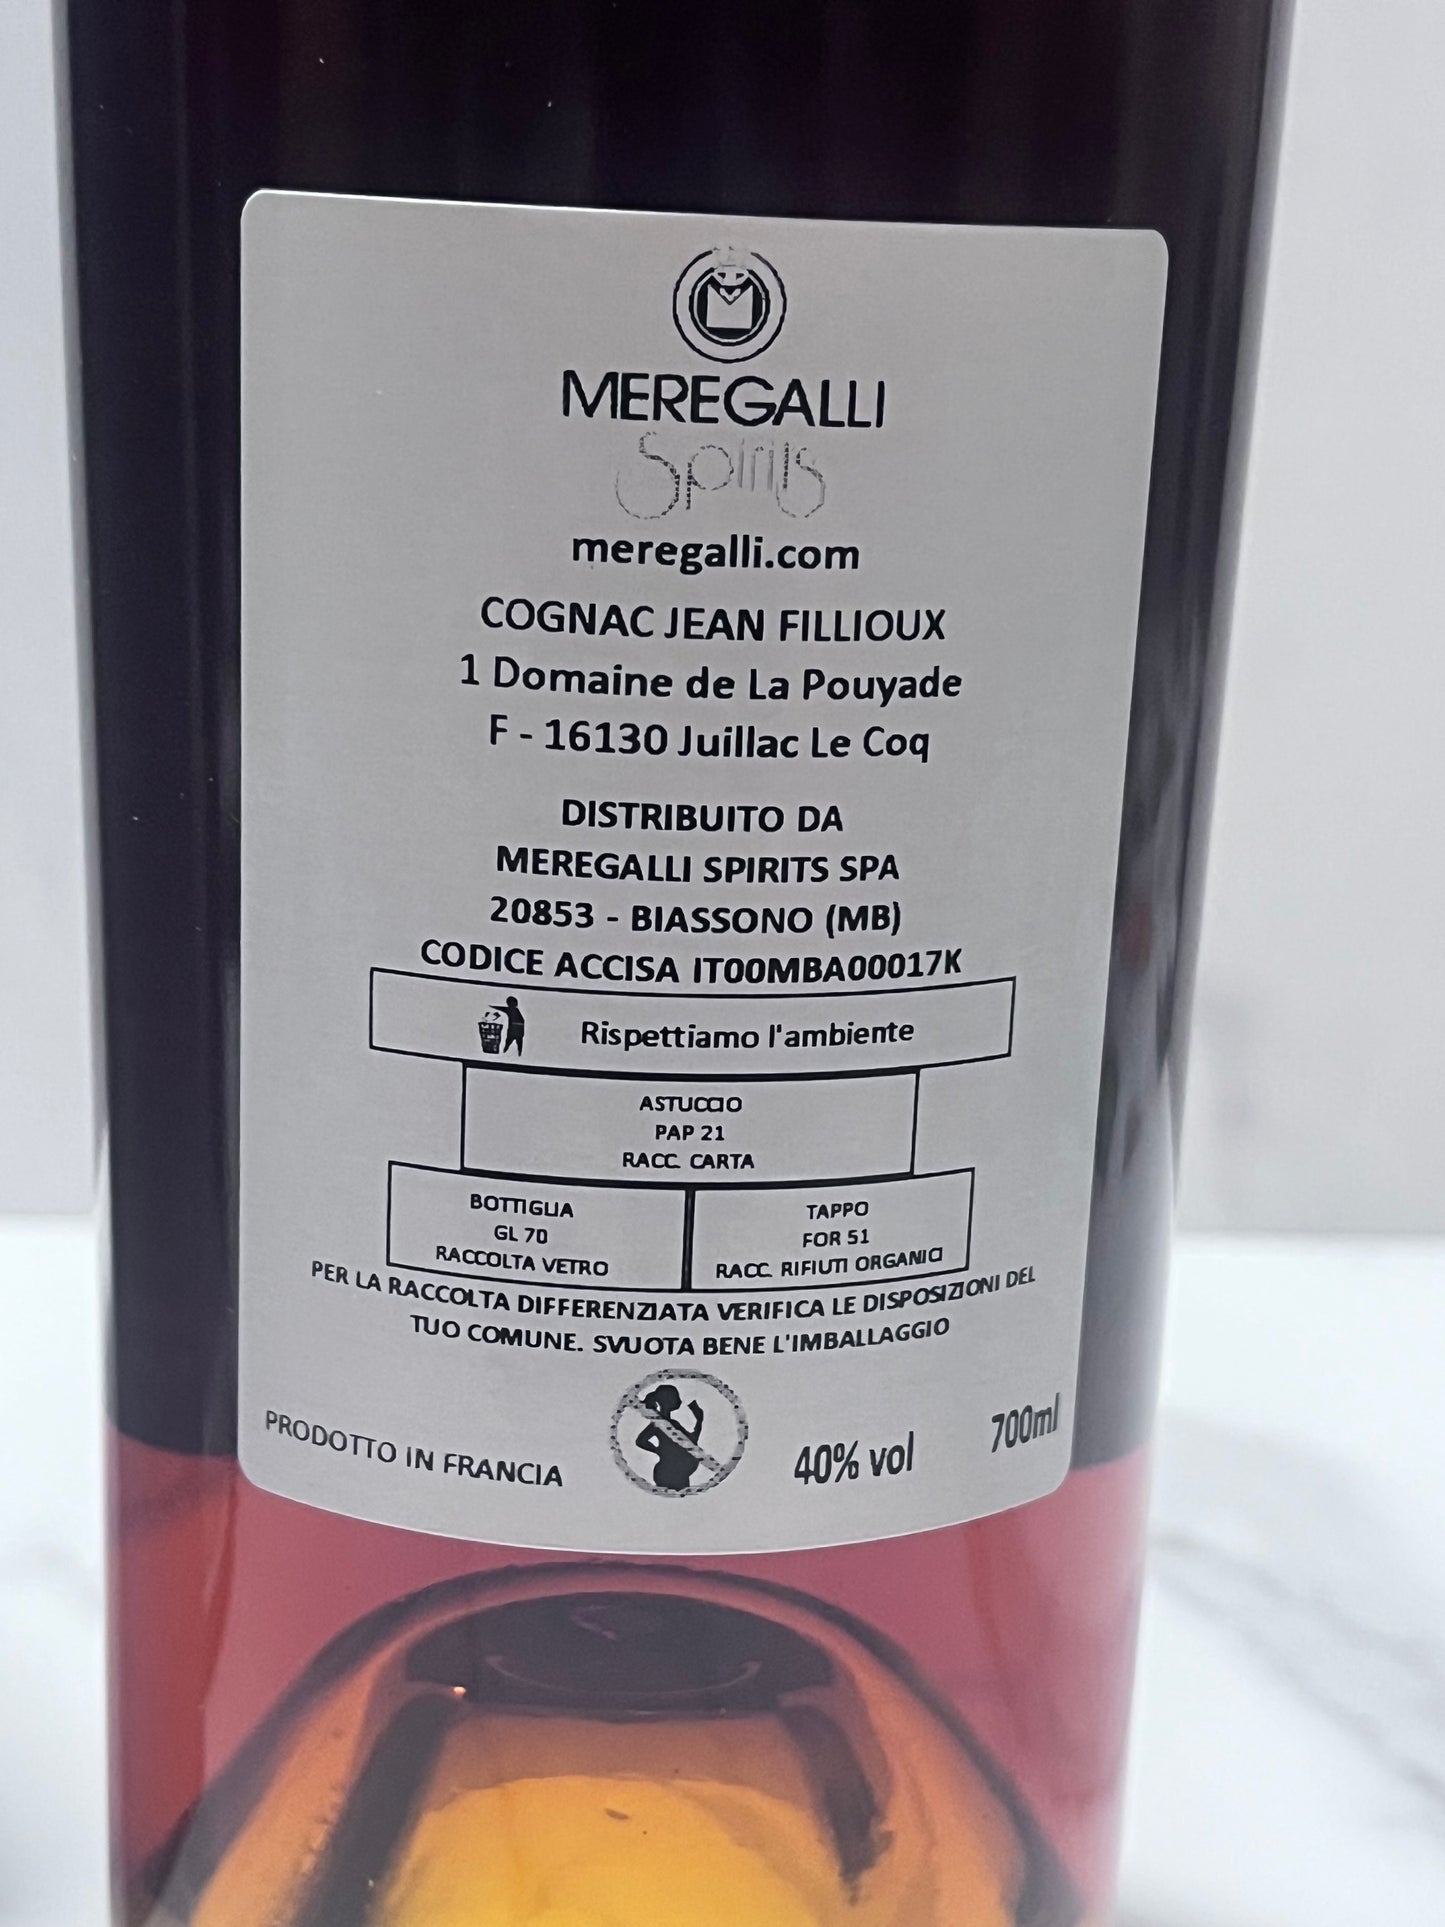 MEREGALLI
Spirits
meregalli.com
COGNAC JEAN FILLIOUX
1 Domaine de La Pouyade
F - 16130 Juillac Le Coq
DISTRIBUITO DA
MEREGALLI SPIRITS SPA
20853 - BIASSONO (MB)
CODICE ACCISA IT00MBA00017K
Rispettiamo l'ambiente
ASTUCCIO
PAP 21
RACC. CARTA
BOTTIGLIA
GL 70
RACCOLTA VETRO
TAPPO
FOR 51
RACC. RIFIUTI ORGANICI
PER LA RACCOLTA DIFFERENZIATA VERIFICA LE DISPOSIZIONI DEL
TUO COMUNE. SVUOTA BENE L'IMBALLAGGIO
PRODOTTO IN FRANCIA
40% vol
700ml